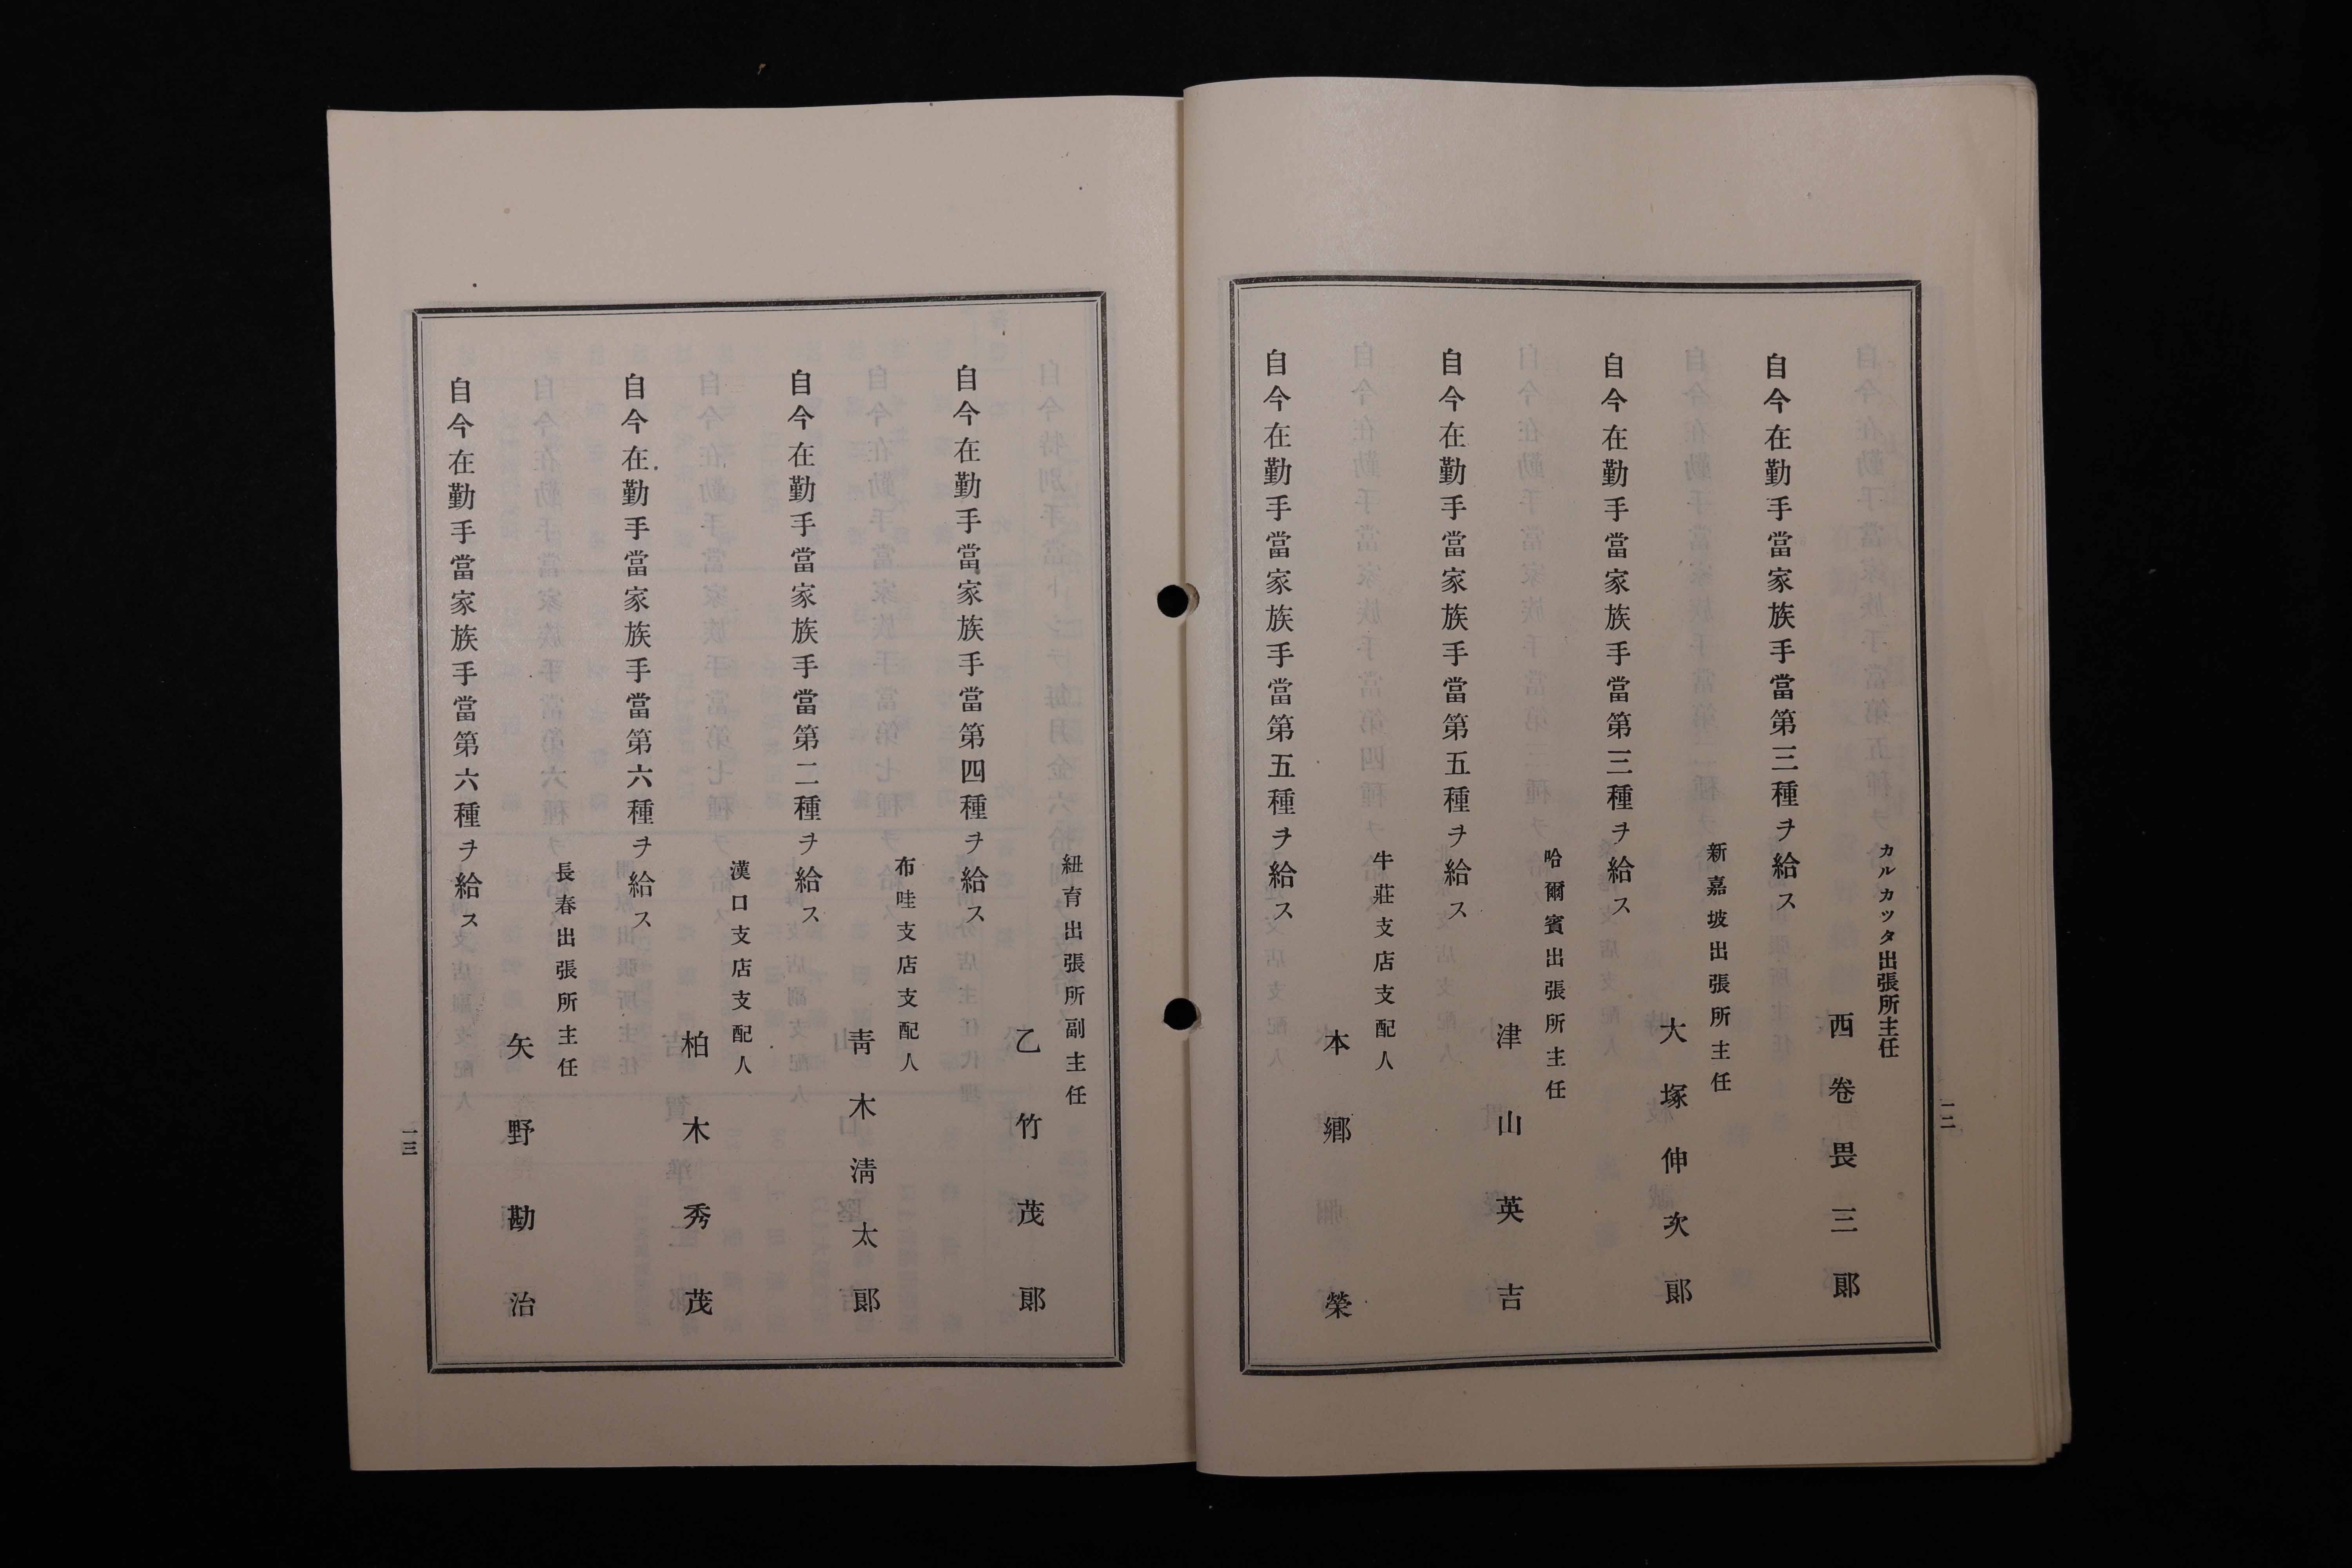 カルカッタ出張所主任
西卷畏三郎
自今在勤手當家族手當第三種ヲ給ス
新嘉坡出張所主任
大塚伸次郎
自今在勤手當家族手當第三種ヲ給ス
哈爾賓出張所主任
津山英吉
自今在勤手當家族手當第五種ヲ給ス
牛莊支店支配人
本鄉榮
自今在勤手當家族手當第五種ヲ給ス
一二
紐育出張所副主任
乙竹茂郎
自今在勤手當家族手當第四種ヲ給ス
布哇支店支配人
靑木淸太郎
自今在勤手當家族手當第二種ヲ給ス
漢口支店支配人
柏木秀茂
自今在勤手當家族手當第六種ヲ給ス
長春出張所主任
矢野勘治
自今在勤手當家族手當第六種ヲ給ス
一三